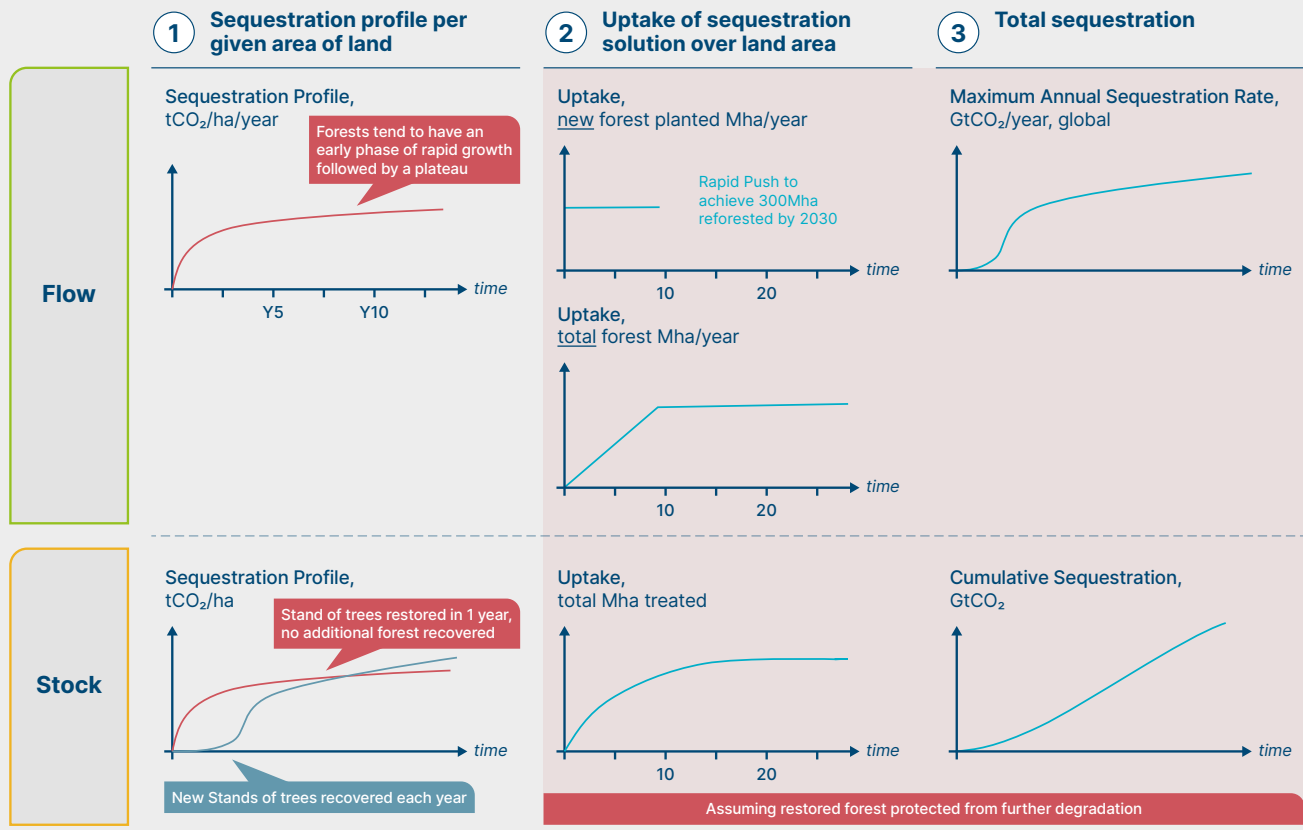 1
Sequestration profile per
given area of land
2
Uptake of sequestration
solution over land area
3
Total sequestration
Flow
Sequestration Profile,
tCO₂/ha/year
Forests tend to have an
early phase of rapid growth
followed by a plateau
time
Y5
Y10
Uptake,
new forest planted Mha/year
Rapid Push to
achieve 300Mha
reforested by 2030
time
10
20
Uptake,
total forest Mha/year
time
10
20
Maximum Annual Sequestration Rate,
GtCO₂/year, global
time
Stock
Sequestration Profile,
tCO₂/ha
Stand of trees restored in 1 year,
no additional forest recovered
time
New Stands of trees recovered each year
Uptake,
total Mha treated
time
10
20
Cumulative Sequestration,
GtCO₂
time
Assuming restored forest protected from further degradation